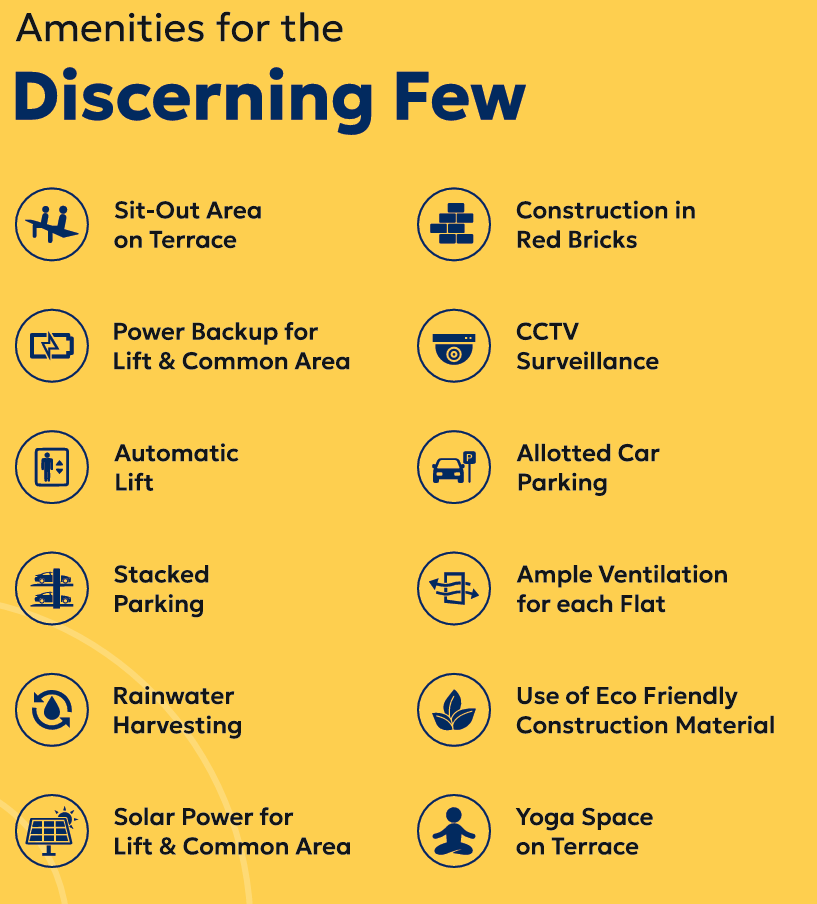 Amenities for the
Discerning Few
Sit-Out Area
on Terrace
Construction in
Red Bricks
Power Backup for
Lift & Common Area
CCTV
Surveillance
Automatic
Lift
Allotted Car
Parking
P
Stacked
Parking
Ample Ventilation
for each Flat
Rainwater
Harvesting
Use of Eco Friendly
Construction Material
Solar Power for
Lift & Common Area
Yoga Space
on Terrace